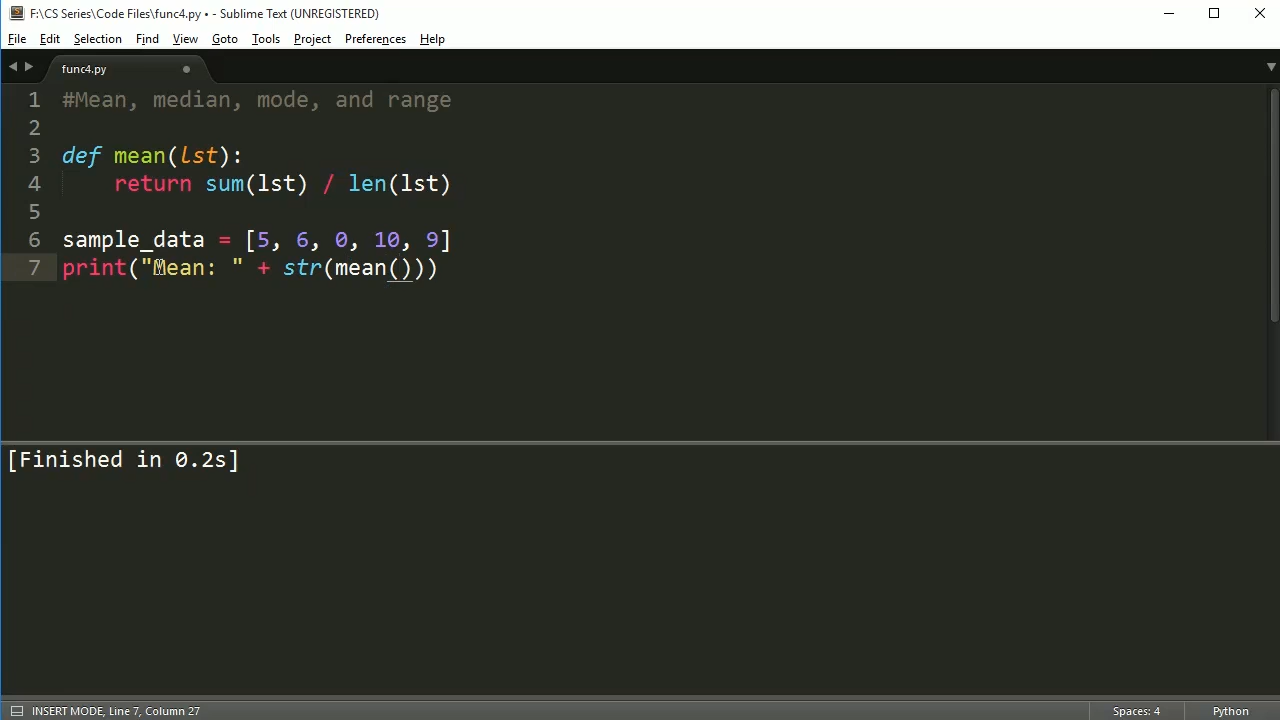 F:\CS Series\Code Files\func4.py • - Sublime Text (UNREGISTERED)
File Edit Selection Find View Goto Tools Project Preferences Help
func4.py
1 #Mean, median, mode, and range
2
3 def mean(lst):
4     return sum(lst) / len(lst)
5
6 sample_data = [5, 6, 0, 10, 9]
7 print("Mean: " + str(mean()))
[Finished in 0.2s]
INSERT MODE, Line 7, Column 27 Spaces: 4 Python